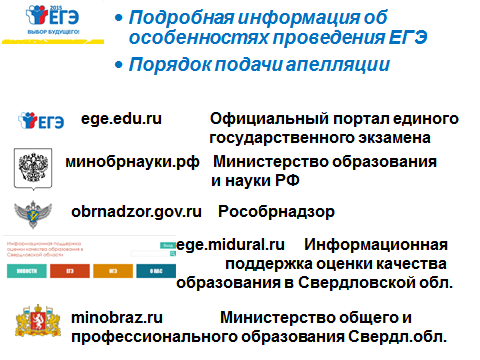 2015
ЕГЭ
ВЫБОР БУДУЩЕГО!
• Подробная информация об
особенностях проведения ЕГЭ
• Порядок подачи апелляции
ЕГЭ
ege.edu.ru Официальный портал единого
государственного экзамена
минобрнауки.рф Министерство образования
и науки РФ
obrnadzor.gov.ru Рособрнадзор
Информационная поддержка
оценки качества образования в
Свердловской области
НОВОСТИ ЕГЭ ОГЭ О НАС
ege.midural.ru Информационная
поддержка оценки качества
образования в Свердловской обл.
minobraz.ru Министерство общего и
профессионального образования Свердл.обл.